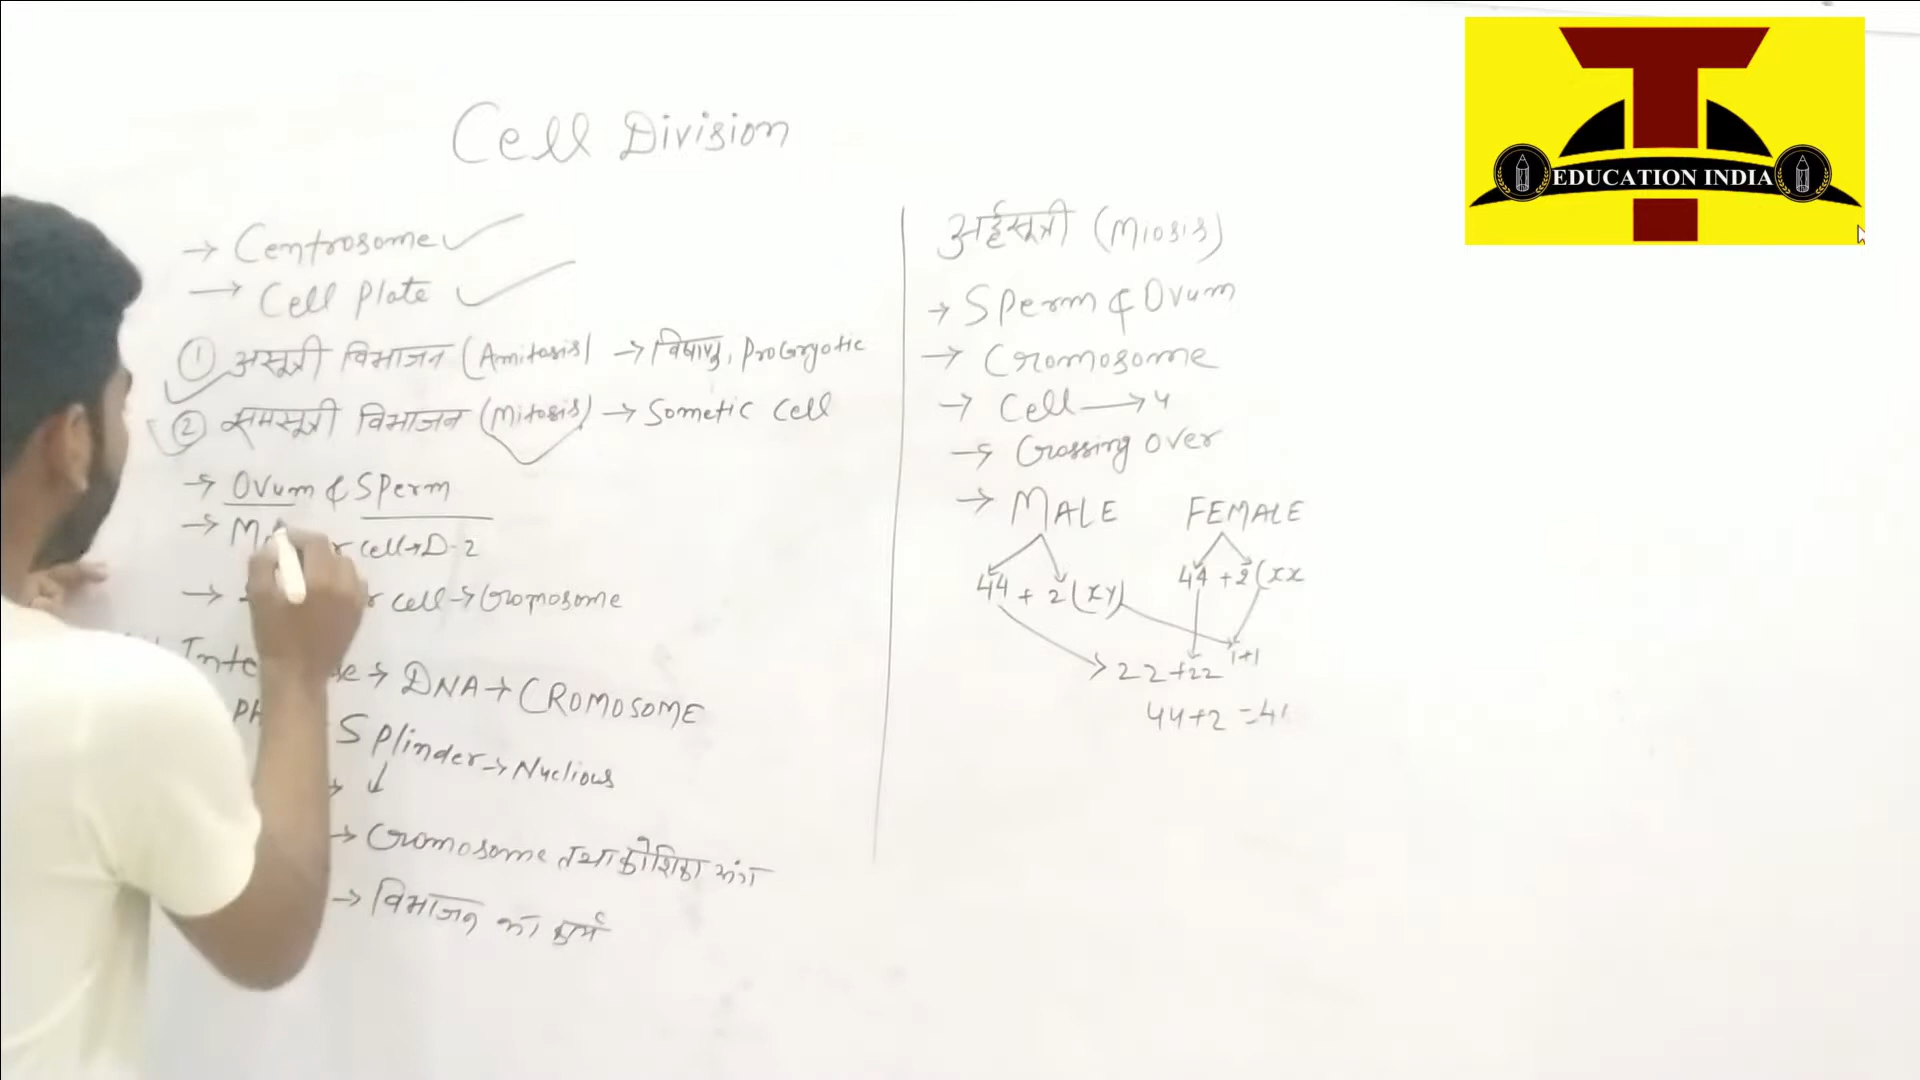 Cell Division
→ Centrosome ✓
→ Cell Plate ✓
① असूत्री विभाजन (Amitosis) → विषाणु, ProCryotic
② समसूत्री विभाजन (Mitosis) → Sometic Cell
→ Ovum & Sperm
→ cell→D-2
→ cell→Cromosome
→ DNA → CROMOSOME
Splinder → Nuclious
↓
→ Cromosome तथा कोशिका अंग
→ विभाजन का
अर्द्धसूत्री (Miosis)
→ Sperm & Ovum
→ Cromosome
→ Cell → 4
→ Crossing over
→ MALE FEMALE
44 + 2 (xy) 44 + 2 (xx
→ 22 + 22 1+1
44+2 =4
T
EDUCATION INDIA